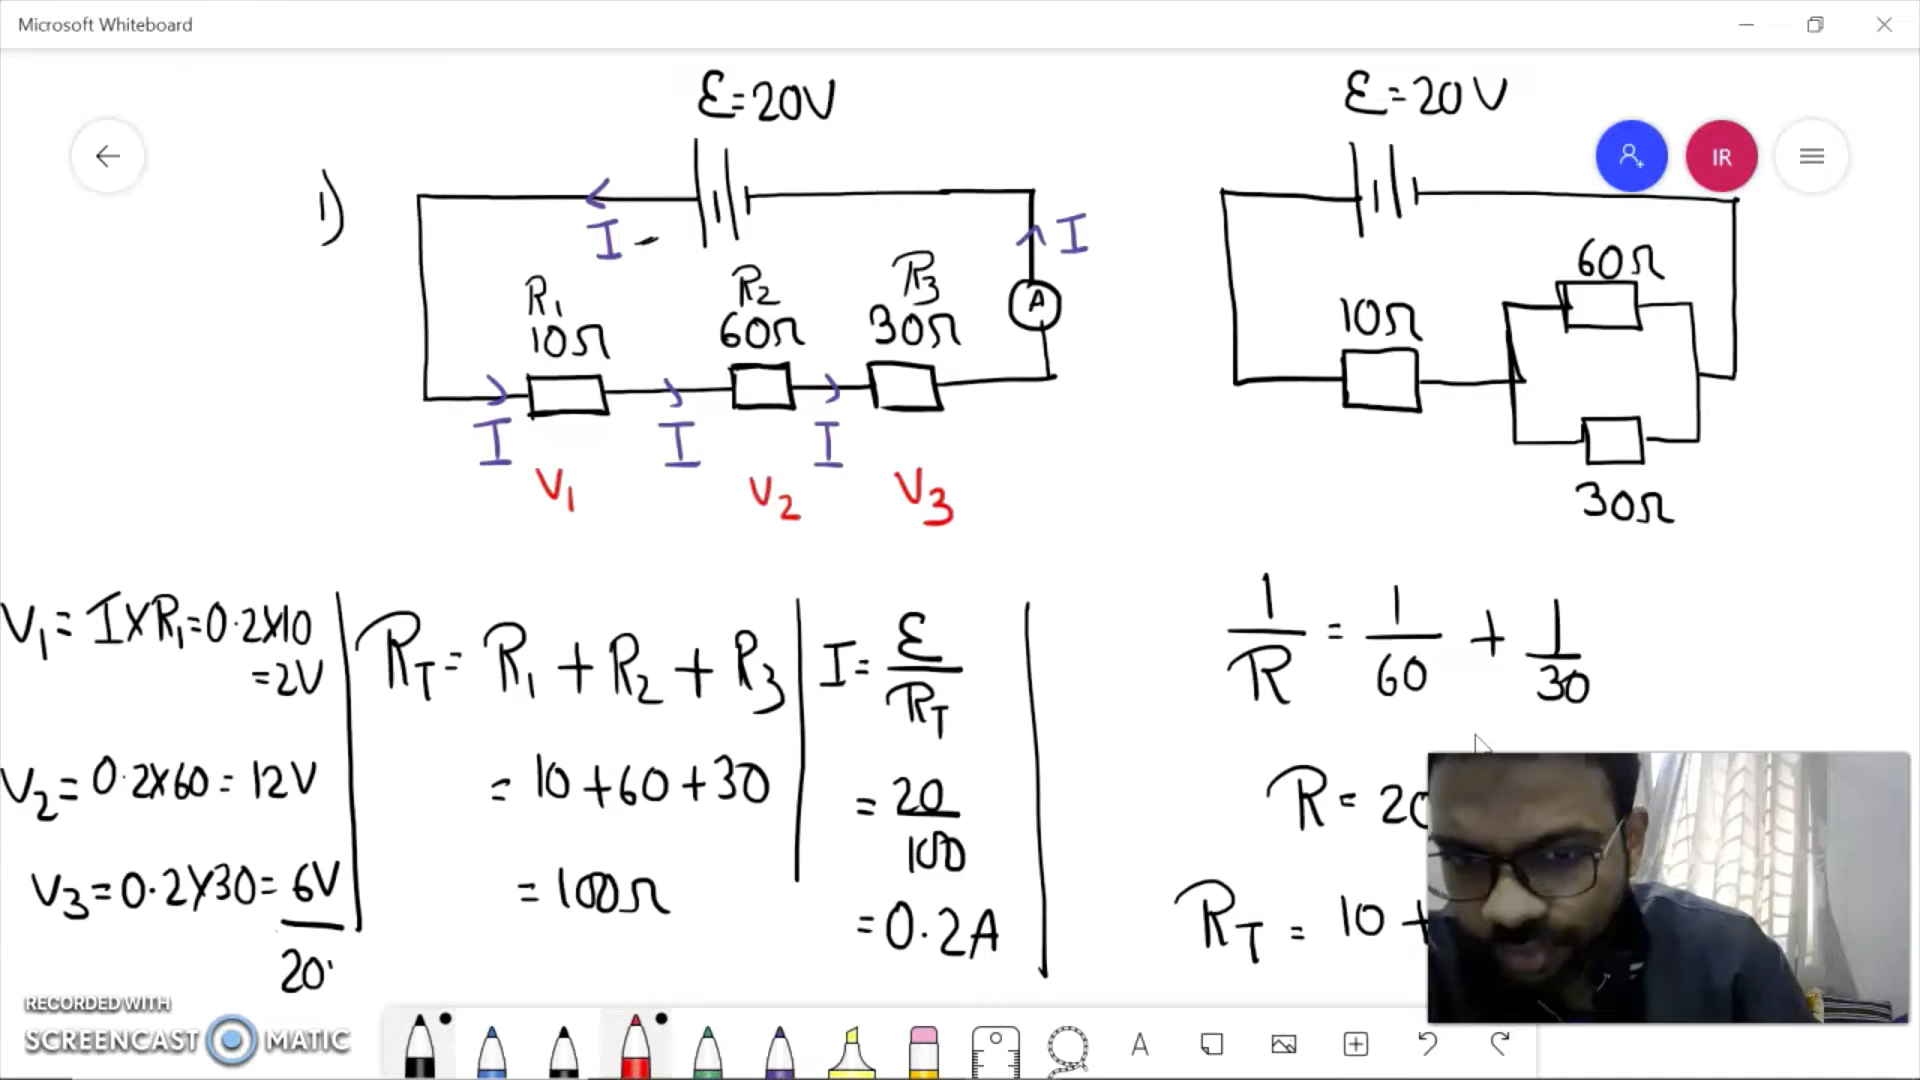 Microsoft Whiteboard
ε=20V
ε=20V
IR
1)
I
I
R1
10Ω
R2
60Ω
R3
30Ω
A
60Ω
10Ω
I
I
I
V1
V2
V3
30Ω
V1 = I×R1=0.2×10
=2V
V2= 0.2×60= 12V
V3=0.2×30= 6V
20
RT= R1 + R2 + R3
= 10+60+30
= 100Ω
I= ε/RT
= 20/100
=0.2A
1/R = 1/60 + 1/30
R= 20
RT = 10 +
RECORDED WITH
SCREENCAST MATIC
A